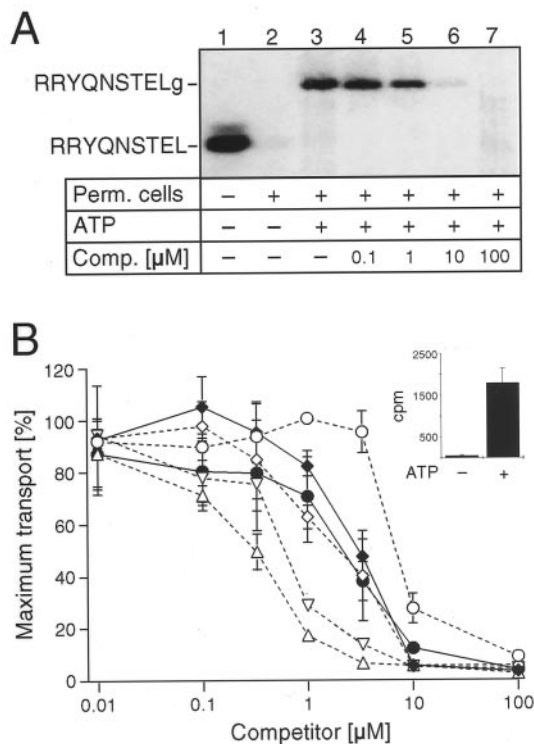 A
1 2 3 4 5 6 7
RRYQNSTELg-
RRYQNSTEL-
Perm. cells − + + + + + +
ATP − − + + + + +
Comp. [µM] − − − 0.1 1 10 100
B
120
100
80
60
40
20
0
Maximum transport [%]
0.01 0.1 1 10 100
Competitor [µM]
2500
1500
500
cpm
ATP − +